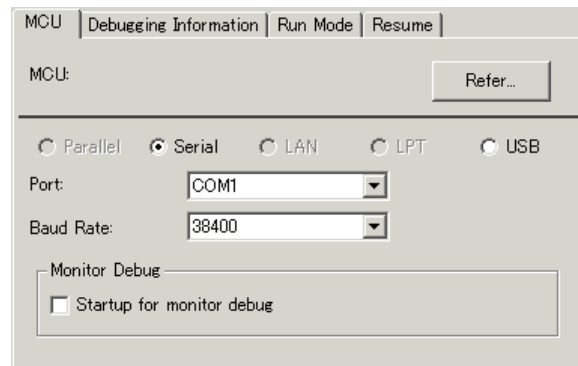 MCU Debugging Information Run Mode Resume
MCU: Refer...
Parallel Serial LAN LPT USB
Port: COM1
Baud Rate: 38400
Monitor Debug
Startup for monitor debug